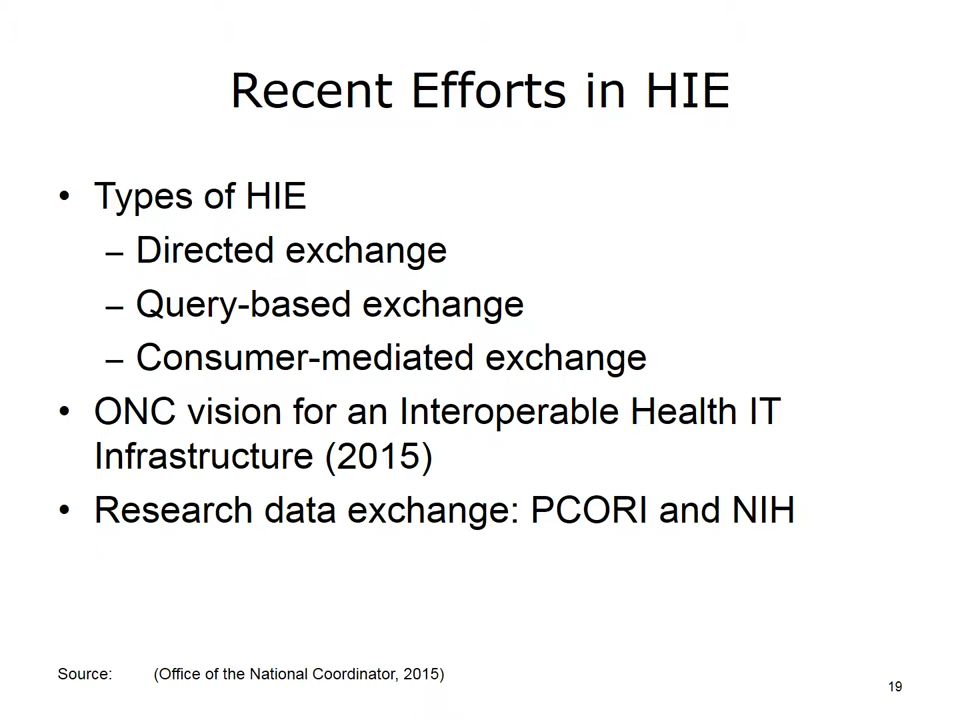 Recent Efforts in HIE
• Types of HIE
– Directed exchange
– Query-based exchange
– Consumer-mediated exchange
• ONC vision for an Interoperable Health IT
Infrastructure (2015)
• Research data exchange: PCORI and NIH
Source: (Office of the National Coordinator, 2015)
19